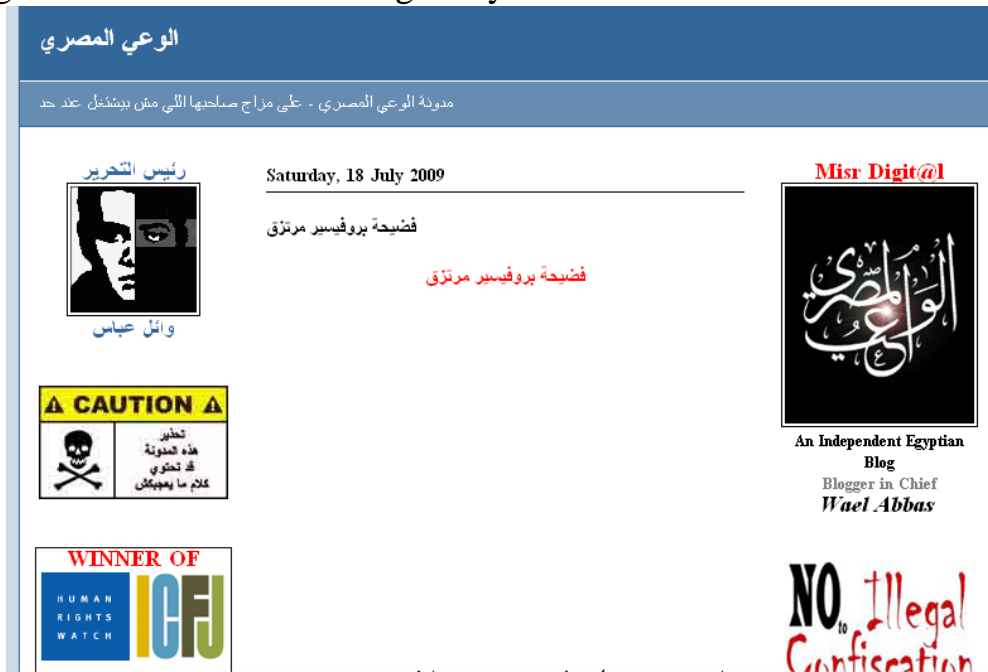 الوعي المصري
مدونة الوعي المصري - على مزاج صاحبها اللي مش بيشتغل عند حد
رئيس التحرير
وائل عباس
CAUTION
تحذير
هذه المدونة
قد تحتوي
كلام ما يعجبكش
WINNER OF
HUMAN
RIGHTS
WATCH
ICFJ
Saturday, 18 July 2009
فضيحة بروفيسير مرتزق
فضيحة بروفيسير مرتزق
Misr Digit@l
الوعي المصري
An Independent Egyptian
Blog
Blogger in Chief
Wael Abbas
NO to Illegal
Confiscation